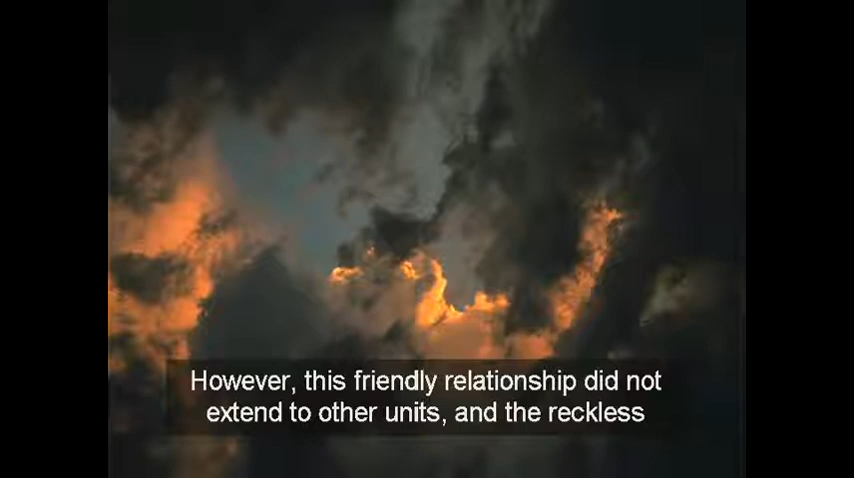 However, this friendly relationship did not
extend to other units, and the reckless